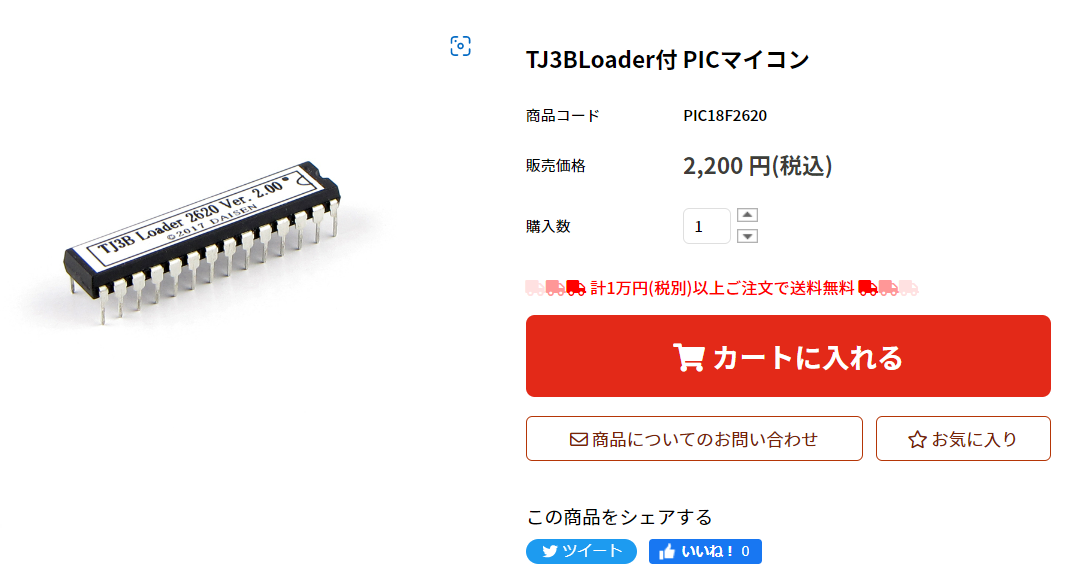 TJ3BLoader付 PICマイコン
商品コード PIC18F2620
販売価格 2,200 円(税込)
購入数 1
計1万円(税別)以上ご注文で送料無料
カートに入れる
商品についてのお問い合わせ お気に入り
この商品をシェアする
ツイート いいね！ 0
TJ3B Loader 2620 Ver. 2.00
©2017 DAISEN